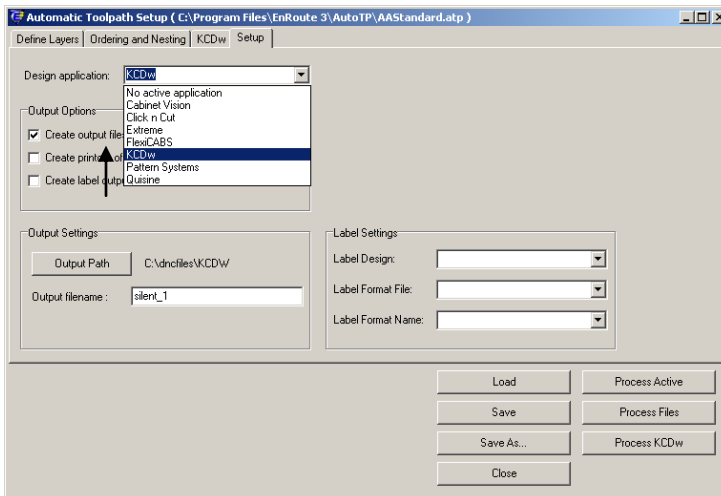 Automatic Toolpath Setup ( C:\Program Files\EnRoute 3\AutoTP\AAStandard.atp )
Define Layers Ordering and Nesting KCDw Setup
Design application: KCDw
No active application
Cabinet Vision
Click n Cut
Extreme
FlexiCABS
KCDw
Pattern Systems
Quisine
Output Options
Create output files
Create of
Create label
Output Settings
Output Path C:\dncfiles\KCDW
Output filename : silent_1
Label Settings
Label Design:
Label Format File:
Label Format Name:
Load Process Active
Save Process Files
Save As... Process KCDw
Close